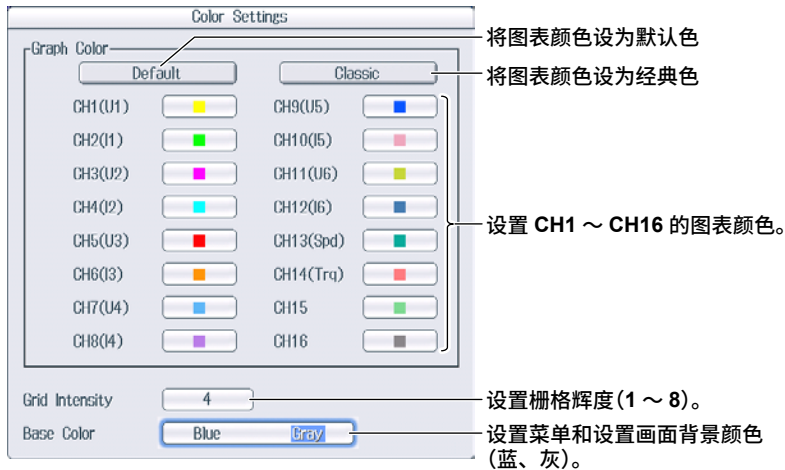 Color Settings
Graph Color
Default
Classic
将图表颜色设为默认色
将图表颜色设为经典色
CH1(U1)
CH9(U5)
CH2(I1)
CH10(I5)
CH3(U2)
CH11(U6)
CH4(I2)
CH12(I6)
CH5(U3)
CH13(Spd)
CH6(I3)
CH14(Trq)
CH7(U4)
CH15
CH8(I4)
CH16
设置 CH1 ～ CH16 的图表颜色。
Grid Intensity
4
设置栅格辉度（1 ～ 8）。
Base Color
Blue
Gray
设置菜单和设置画面背景颜色
（蓝、灰）。